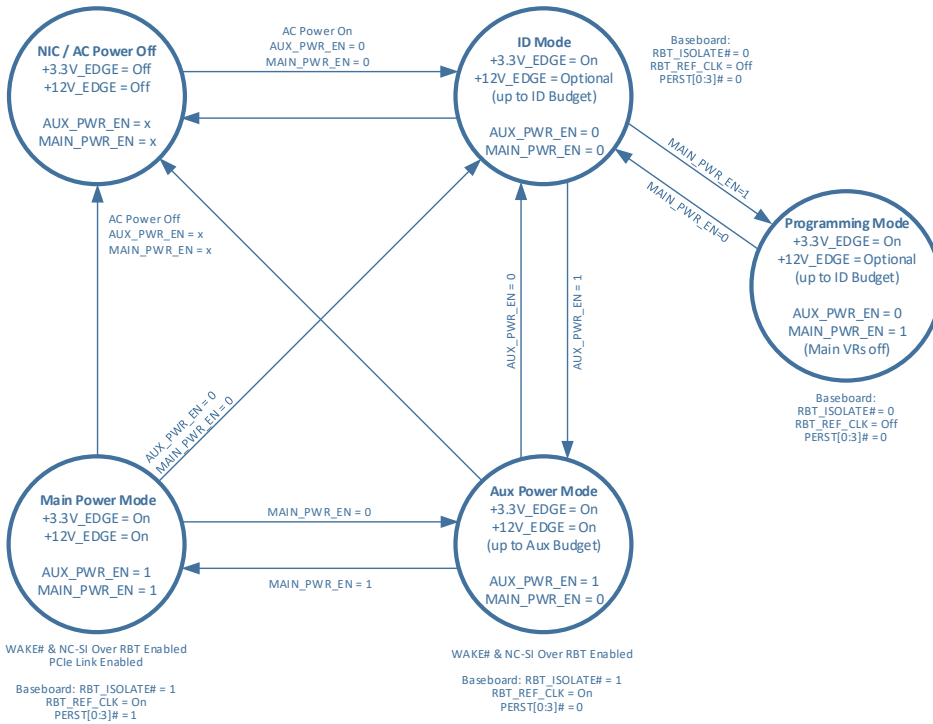 NIC / AC Power Off
+3.3V_EDGE = Off
+12V_EDGE = Off
AUX_PWR_EN = x
MAIN_PWR_EN = x
AC Power On
AUX_PWR_EN = 0
MAIN_PWR_EN = 0
ID Mode
+3.3V_EDGE = On
+12V_EDGE = Optional
(up to ID Budget)
AUX_PWR_EN = 0
MAIN_PWR_EN = 0
Baseboard:
RBT_ISOLATE# = 0
RBT_REF_CLK = Off
PERST[0:3]# = 0
MAIN_PWR_EN=1
MAIN_PWR_EN=0
Programming Mode
+3.3V_EDGE = On
+12V_EDGE = Optional
(up to ID Budget)
AUX_PWR_EN = 0
MAIN_PWR_EN = 1
(Main VRs off)
Baseboard:
RBT_ISOLATE# = 0
RBT_REF_CLK = Off
PERST[0:3]# = 0
AC Power Off
AUX_PWR_EN = x
MAIN_PWR_EN = x
AUX_PWR_EN = 0
AUX_PWR_EN = 1
AUX_PWR_EN = 0
MAIN_PWR_EN = 0
Main Power Mode
+3.3V_EDGE = On
+12V_EDGE = On
AUX_PWR_EN = 1
MAIN_PWR_EN = 1
MAIN_PWR_EN = 0
MAIN_PWR_EN = 1
Aux Power Mode
+3.3V_EDGE = On
+12V_EDGE = On
(up to Aux Budget)
AUX_PWR_EN = 1
MAIN_PWR_EN = 0
WAKE# & NC-SI Over RBT Enabled
PCIe Link Enabled
Baseboard: RBT_ISOLATE# = 1
RBT_REF_CLK = On
PERST[0:3]# = 1
WAKE# & NC-SI Over RBT Enabled
Baseboard: RBT_ISOLATE# = 1
RBT_REF_CLK = On
PERST[0:3]# = 0